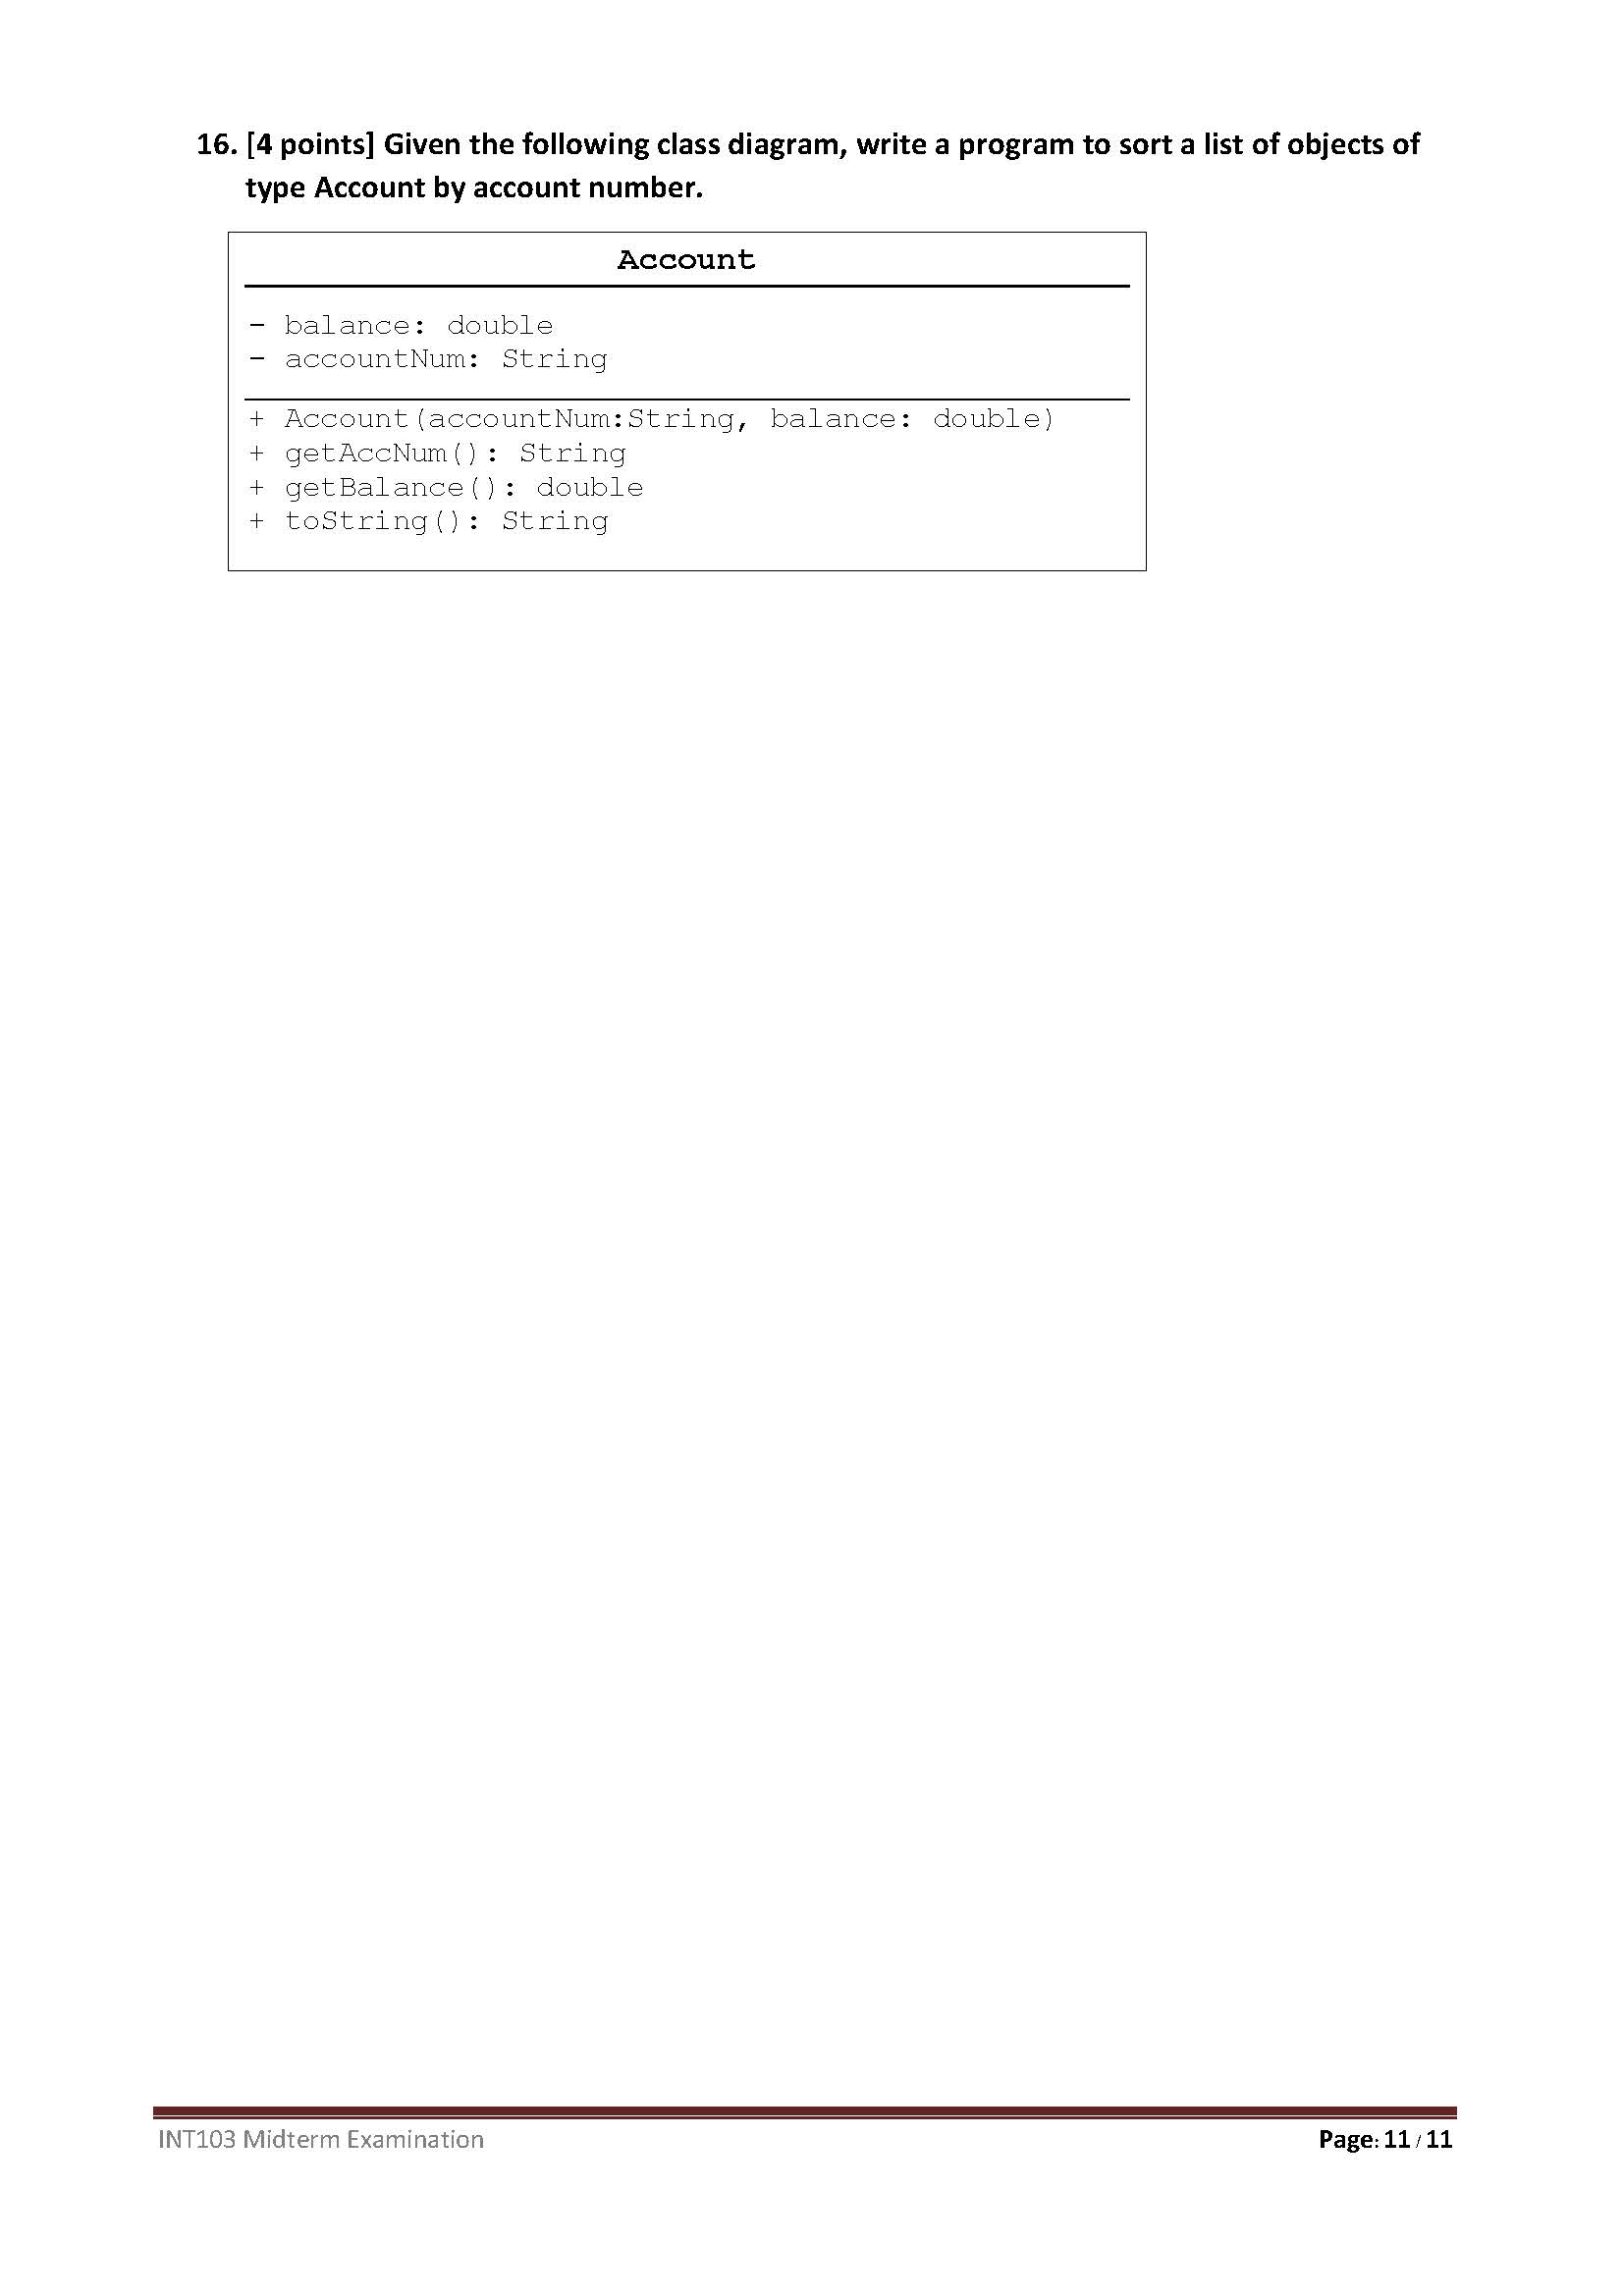 16. [4 points] Given the following class diagram, write a program to sort a list of objects of
type Account by account number.
Account
- balance: double
- accountNum: String
+ Account(accountNum:String, balance: double)
+ getAccNum(): String
+ getBalance(): double
+ toString(): String
INT103 Midterm Examination
Page: 11 / 11